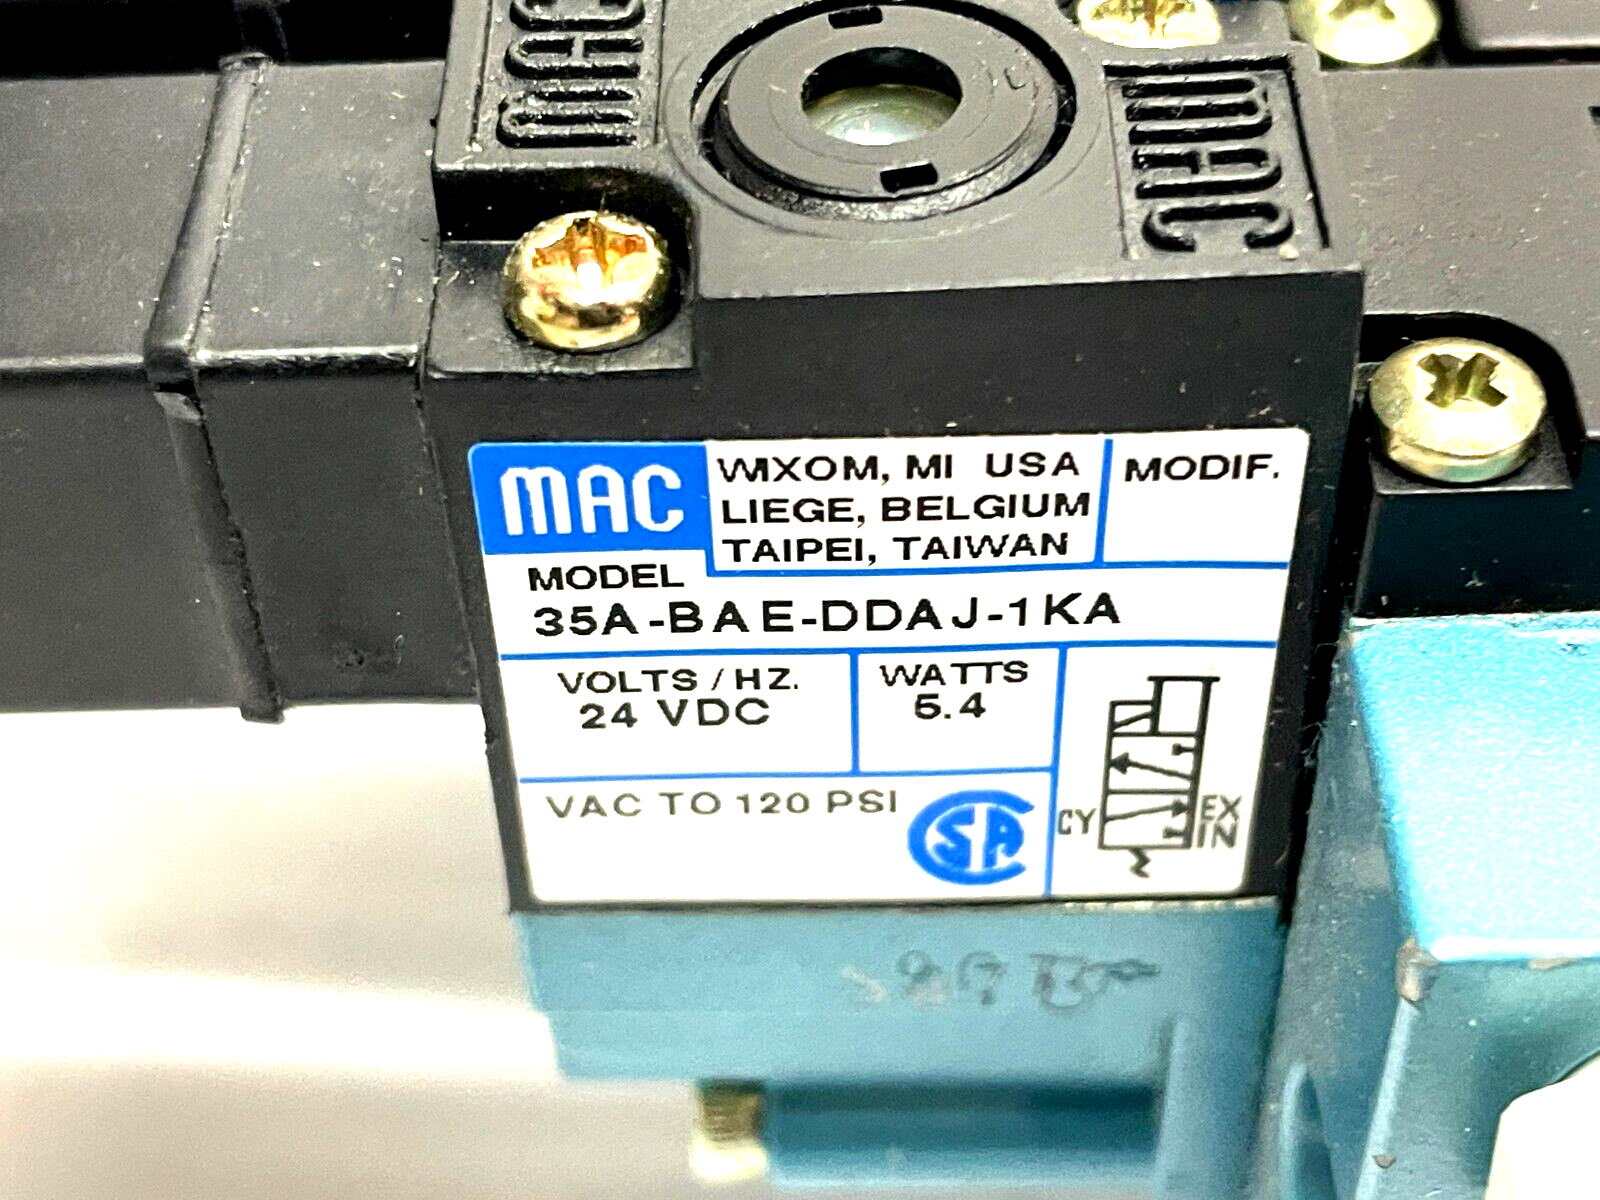 MAC
MAC
MAC
WIXOM, MI USA
LIEGE, BELGIUM
TAIPEI, TAIWAN
MODIF.
MODEL
35A-BAE-DDAJ-1KA
VOLTS / HZ.
24 VDC
WATTS
5.4
VAC TO 120 PSI
SA
CY
EX
IN